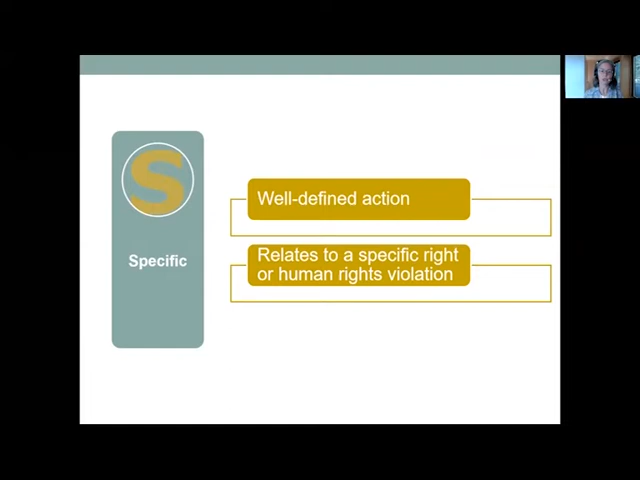 S
Specific
Well-defined action
Relates to a specific right
or human rights violation